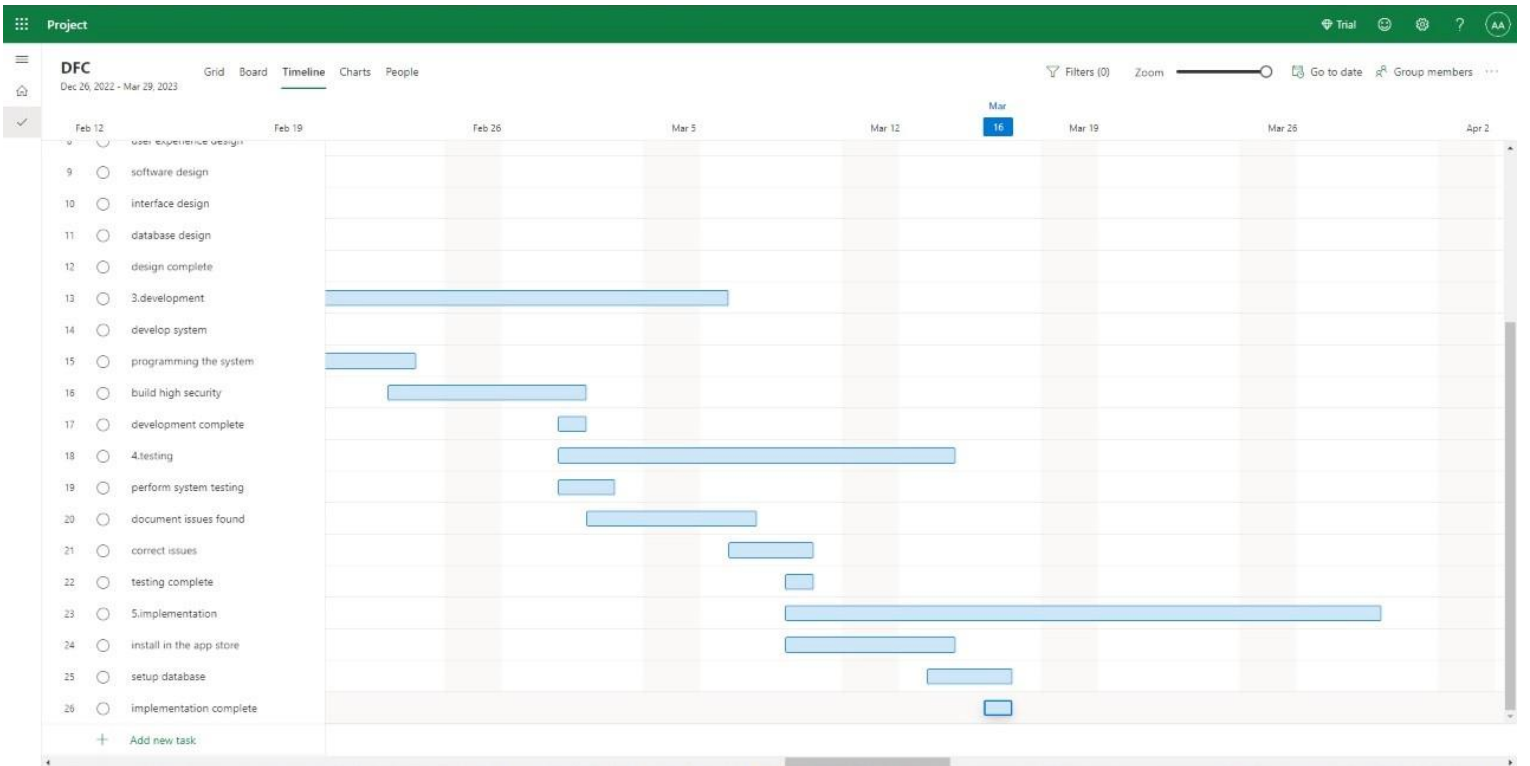 Project
Trial
?
AA
DFC
Dec 26, 2022 - Mar 29, 2023
Grid Board Timeline Charts People
Filters (0)
Zoom
Go to date
Group members
Mar
Feb 12 Feb 19 Feb 26 Mar 5 Mar 12 16 Mar 19 Mar 26 Apr 2
8 user experience design
9 software design
10 interface design
11 database design
12 design complete
13 3.development
14 develop system
15 programming the system
16 build high security
17 development complete
18 4.testing
19 perform system testing
20 document issues found
21 correct issues
22 testing complete
23 5.implementation
24 install in the app store
25 setup database
26 implementation complete
+ Add new task